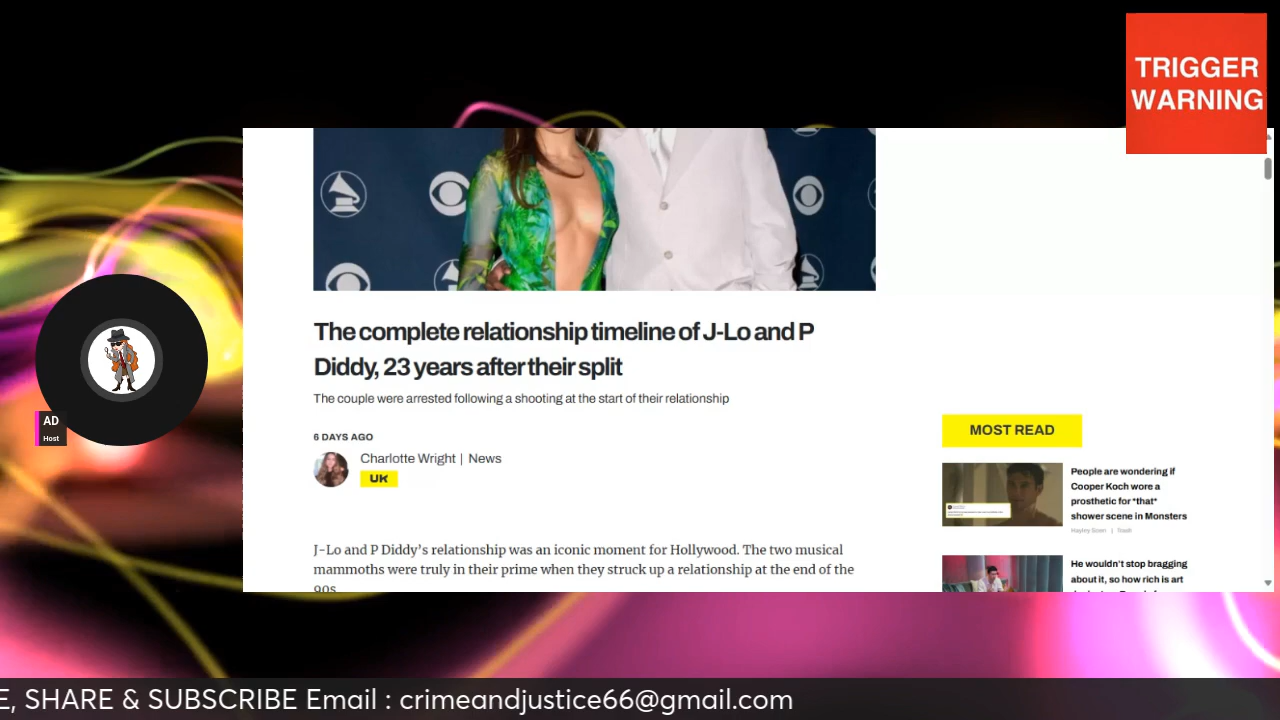 TRIGGER
WARNING
The complete relationship timeline of J-Lo and P
Diddy, 23 years after their split
The couple were arrested following a shooting at the start of their relationship
6 DAYS AGO
Charlotte Wright | News
UK
J-Lo and P Diddy’s relationship was an iconic moment for Hollywood. The two musical
mammoths were truly in their prime when they struck up a relationship at the end of the
90s.
MOST READ
People are wondering if
Cooper Koch wore a
prosthetic for *that*
shower scene in Monsters
He wouldn’t stop bragging
about it, so how rich is art
AD
Host
E, SHARE & SUBSCRIBE Email : crimeandjustice66@gmail.com